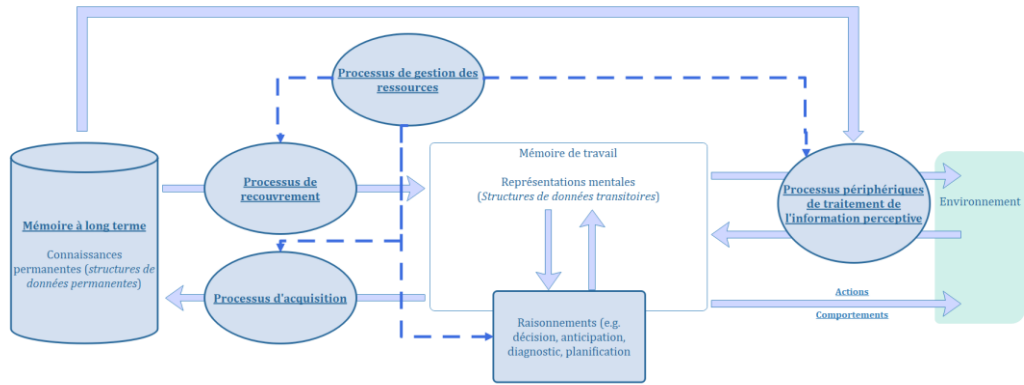 Processus de gestion des
ressources
Mémoire à long terme
Connaissances
permanentes (structures de
données permanentes)
Processus de
recouvrement
Processus d'acquisition
Mémoire de travail
Représentations mentales
(Structures de données transitoires)
Raisonnements (e.g.
décision, anticipation,
diagnostic, planification
Processus périphériques
de traitement de
l'information perceptive
Environnement
Actions
Comportements